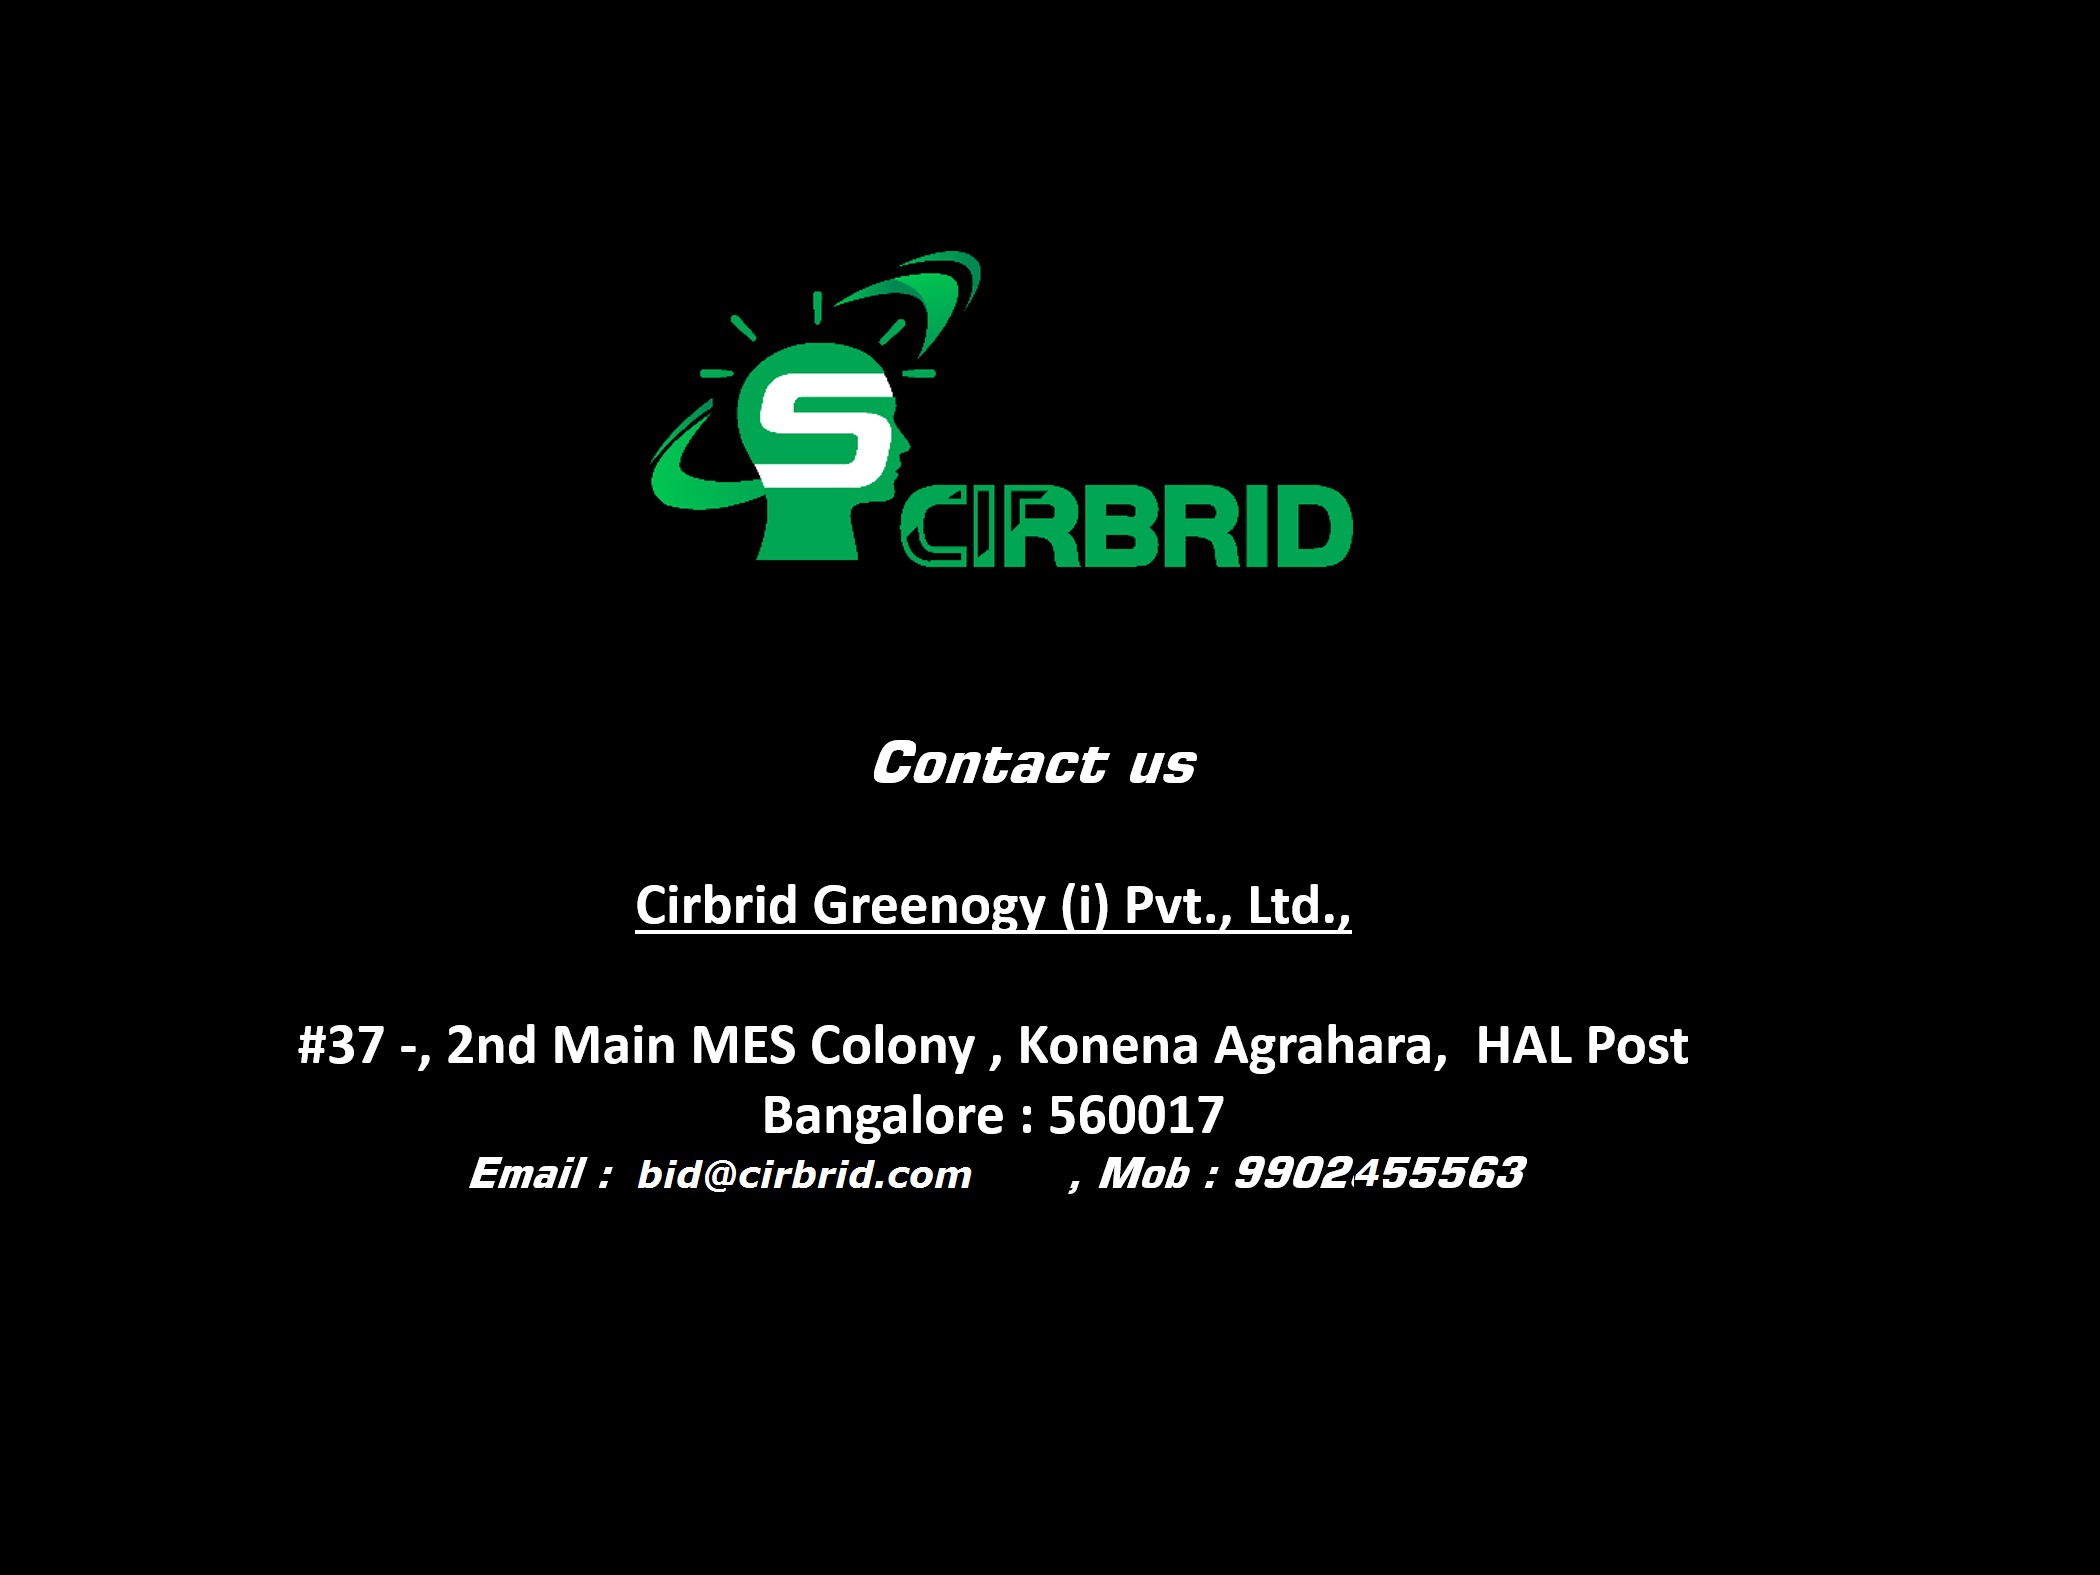 S CIRBRID
Contact us
Cirbrid Greenogy (i) Pvt., Ltd.,
#37 -, 2nd Main MES Colony , Konena Agrahara,  HAL Post
Bangalore : 560017
Email :  bid@cirbrid.com , Mob : 9902455563